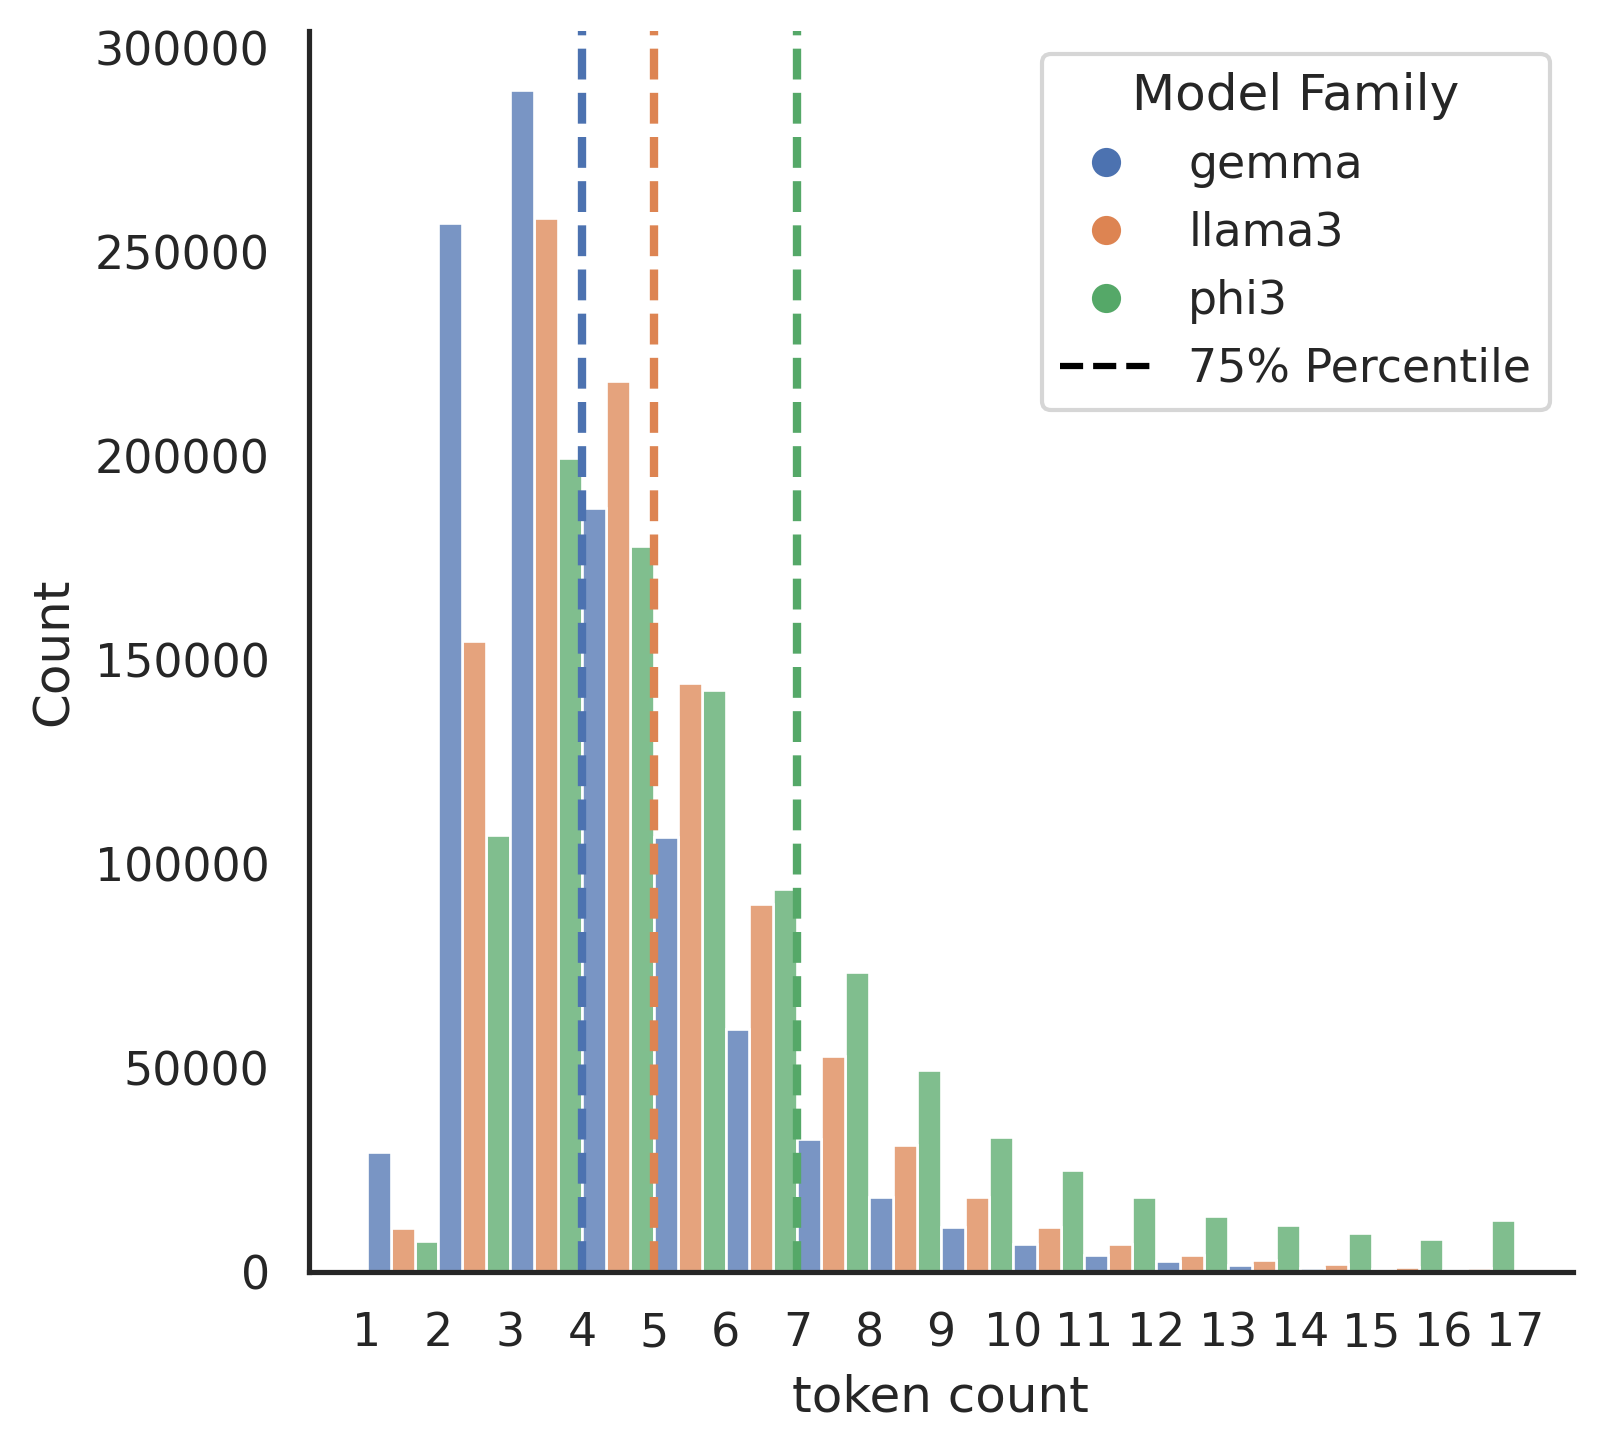 300000
250000
200000
150000
100000
50000
0
Count
1 2 3 4 5 6 7 8 9 10 11 12 13 14 15 16 17
token count
Model Family
gemma
llama3
phi3
75% Percentile